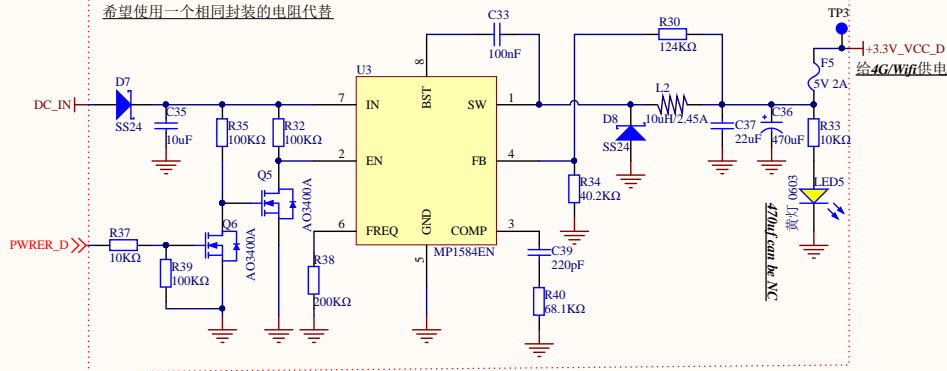 希望使用一个相同封装的电阻代替
TP3
C33
100nF
R30
124KΩ
+3.3V_VCC_D
给4G/Wifi供电
F5
5V 2A
U3
8
BST
D7
SS24
DC_IN
7
IN
SW
1
L2
10uH/2.45A
C35
10uF
R35
100KΩ
R32
100KΩ
D8
SS24
C37
22uF
C36
470uF
R33
10KΩ
2
EN
FB
4
Q5
AO3400A
R34
40.2KΩ
LED5
黄灯 0603
470uf can be NC
Q6
AO3400A
6
FREQ
GND
COMP
3
PWRER_D
R37
10KΩ
R39
100KΩ
R38
200KΩ
5
MP1584EN
C39
220pF
R40
68.1KΩ